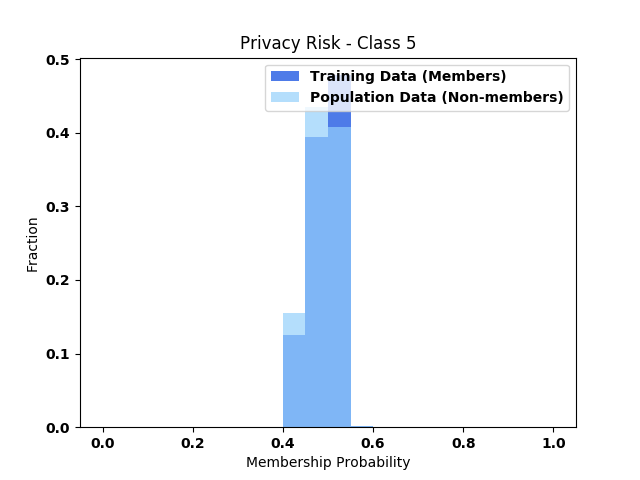 Privacy Risk - Class 5
Training Data (Members)
Population Data (Non-members)
0.5
0.4
0.3
0.2
0.1
0.0
Fraction
0.0 0.2 0.4 0.6 0.8 1.0
Membership Probability